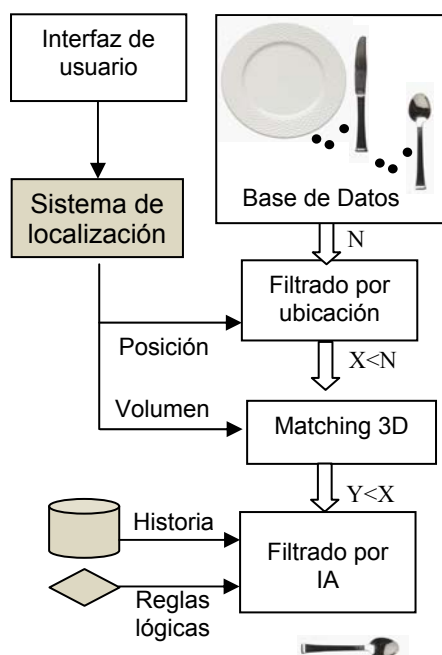 Interfaz de
usuario
Base de Datos
Sistema de
localización
N
Filtrado por
ubicación
Posición
X<N
Volumen
Matching 3D
Y<X
Historia
Filtrado por
IA
Reglas
lógicas